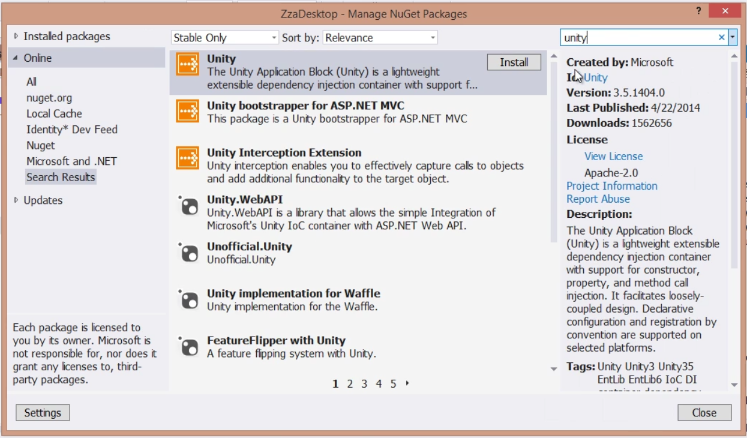 ZzaDesktop - Manage NuGet Packages
? ×
Installed packages
Online
All
nuget.org
Local Cache
Identity* Dev Feed
Nuget
Microsoft and .NET
Search Results
Updates
Each package is licensed to
you by its owner. Microsoft is
not responsible for, nor does it
grant any licenses to, third-
party packages.
Settings
Stable Only
Sort by: Relevance
Unity
Install
The Unity Application Block (Unity) is a lightweight
extensible dependency injection container with support f...
Unity bootstrapper for ASP.NET MVC
This package is a Unity bootstrapper for ASP.NET MVC
Unity Interception Extension
Unity interception enables you to effectively capture calls to objects
and add additional functionality to the target object.
Unity.WebAPI
Unity.WebAPI is a library that allows the simple Integration of
Microsoft's Unity IoC container with ASP.NET Web API.
Unofficial.Unity
Unofficial.Unity
Unity implementation for Waffle
Unity implementation for the Waffle.
FeatureFlipper with Unity
A feature flipping system with Unity.
1 2 3 4 5
unity ×
Created by: Microsoft
Id: Unity
Version: 3.5.1404.0
Last Published: 4/22/2014
Downloads: 1562656
License
View License
Apache-2.0
Project Information
Report Abuse
Description:
The Unity Application Block
(Unity) is a lightweight extensible
dependency injection container
with support for constructor,
property, and method call
injection. It facilitates loosely-
coupled design. Declarative
configuration and registration by
convention are supported on
selected platforms.
Tags: Unity Unity3 Unity35
EntLib EntLib6 IoC DI
container dependency
Close